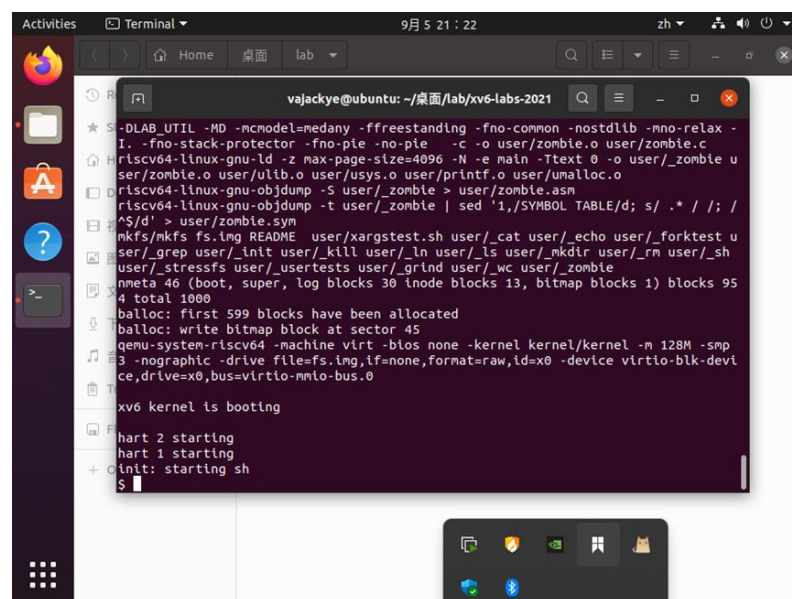 Activities
Terminal
9月 5 21：22
zh
Home
桌面
lab
vajackye@ubuntu: ~/桌面/lab/xv6-labs-2021
-DLAB_UTIL -MD -mcmodel=medany -ffreestanding -fno-common -nostdlib -mno-relax -
I. -fno-stack-protector -fno-pie -no-pie   -c -o user/zombie.o user/zombie.c
riscv64-linux-gnu-ld -z max-page-size=4096 -N -e main -Ttext 0 -o user/_zombie u
ser/zombie.o user/ulib.o user/usys.o user/printf.o user/umalloc.o
riscv64-linux-gnu-objdump -S user/_zombie > user/zombie.asm
riscv64-linux-gnu-objdump -t user/_zombie | sed '1,/SYMBOL TABLE/d; s/ .* / /; /
^$/d' > user/zombie.sym
mkfs/mkfs fs.img README  user/xargstest.sh user/_cat user/_echo user/_forktest u
ser/_grep user/_init user/_kill user/_ln user/_ls user/_mkdir user/_rm user/_sh
user/_stressfs user/_usertests user/_grind user/_wc user/_zombie
nmeta 46 (boot, super, log blocks 30 inode blocks 13, bitmap blocks 1) blocks 95
4 total 1000
balloc: first 599 blocks have been allocated
balloc: write bitmap block at sector 45
qemu-system-riscv64 -machine virt -bios none -kernel kernel/kernel -m 128M -smp
3 -nographic -drive file=fs.img,if=none,format=raw,id=x0 -device virtio-blk-devi
ce,drive=x0,bus=virtio-mmio-bus.0
xv6 kernel is booting
hart 2 starting
hart 1 starting
init: starting sh
$